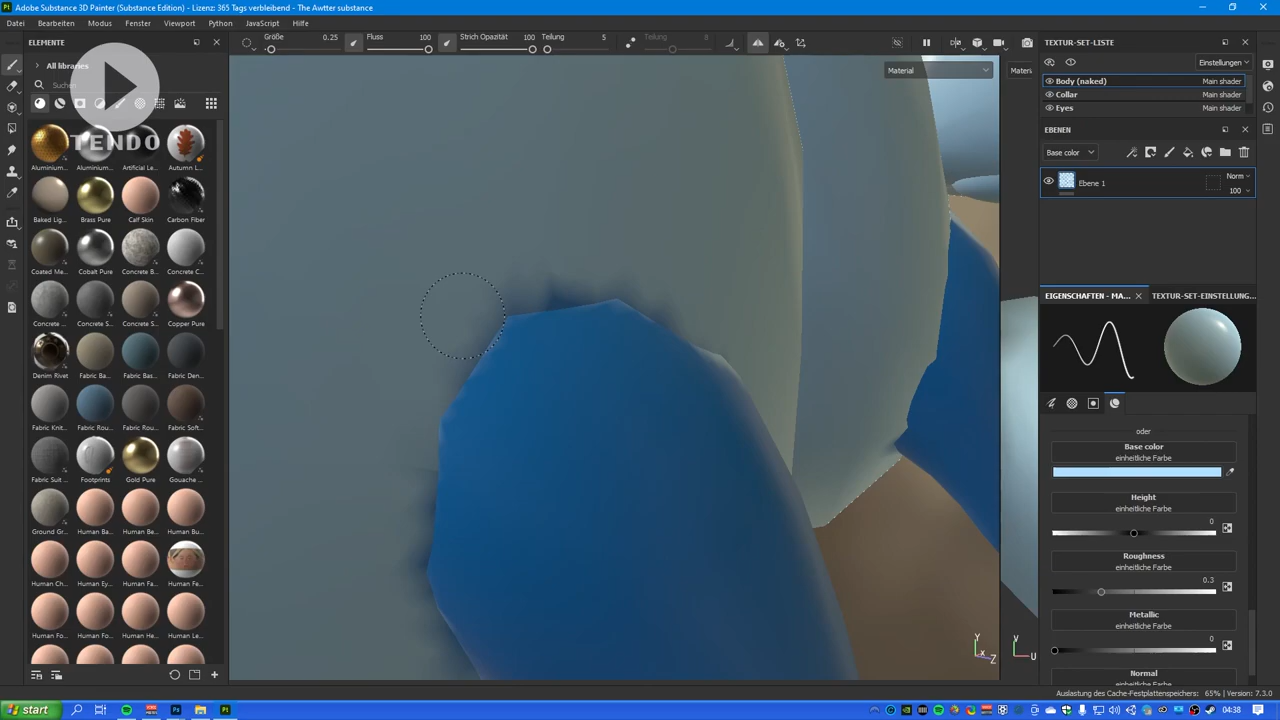 Adobe Substance 3D Painter (Substance Edition) - Lizenz: 365 Tags verbleibend - The Awtter substance
Datei Bearbeiten Modus Fenster Viewport Python JavaScript Hilfe
Größe 0.25 Fluss 100 Strich Opazität 100 Teilung 5 Teilung 8
ELEMENTE
All libraries
Suchen
TENDO
Aluminium... Aluminium... Artificial Le... Autumn L...
Baked Lig... Brass Pure Calf Skin Carbon Fiber
Coated Me... Cobalt Pure Concrete B... Concrete C...
Concrete ... Concrete S... Concrete S... Copper Pure
Denim Rivet Fabric Ba... Fabric Bas... Fabric Den...
Fabric Knit... Fabric Rou... Fabric Rou... Fabric Soft...
Fabric Suit ... Footprints Gold Pure Gouache ...
Ground Gr... Human Ba... Human Be... Human Bu...
Human Ch... Human Ey... Human Fa... Human Fe...
Human Fo... Human Fo... Human He... Human Le...
Material
Materi
Y
X
Z
V
U
TEXTUR-SET-LISTE
Einstellungen
Body (naked) Main shader
Collar Main shader
Eyes Main shader
EBENEN
Base color
Ebene 1
Norm
100
EIGENSCHAFTEN - MA... TEXTUR-SET-EINSTELLUNG...
oder
Base color
einheitliche Farbe
Height
einheitliche Farbe
0
Roughness
einheitliche Farbe
0.3
Metallic
einheitliche Farbe
0
Normal
einheitliche Farbe
Auslastung des Cache-Festplattenspeichers: 65% | Version: 7.3.0
start
04:38